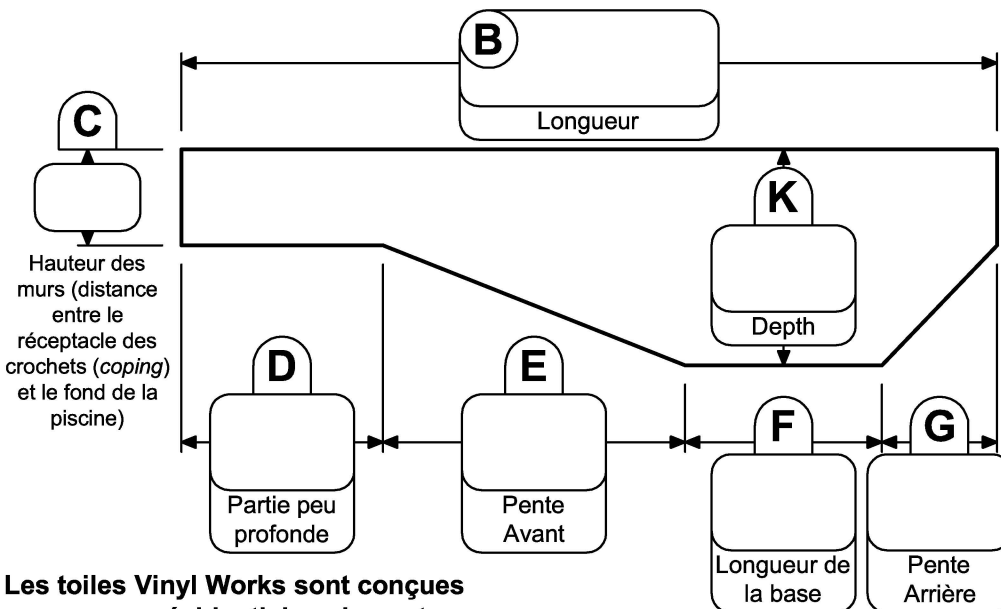 B
Longueur
C
Hauteur des
murs (distance
entre le
réceptacle des
crochets (coping)
et le fond de la
piscine)
K
Depth
D
Partie peu
profonde
E
Pente
Avant
F
Longueur de
la base
G
Pente
Arrière
Les toiles Vinyl Works sont conçues